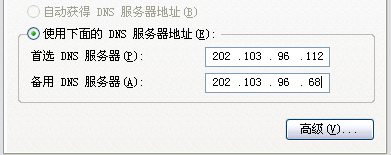 自动获得 DNS 服务器地址(B)
使用下面的 DNS 服务器地址(E):
首选 DNS 服务器(P): 202 .103 . 96 .112
备用 DNS 服务器(A): 202 .103 . 96 . 68
高级(V)...